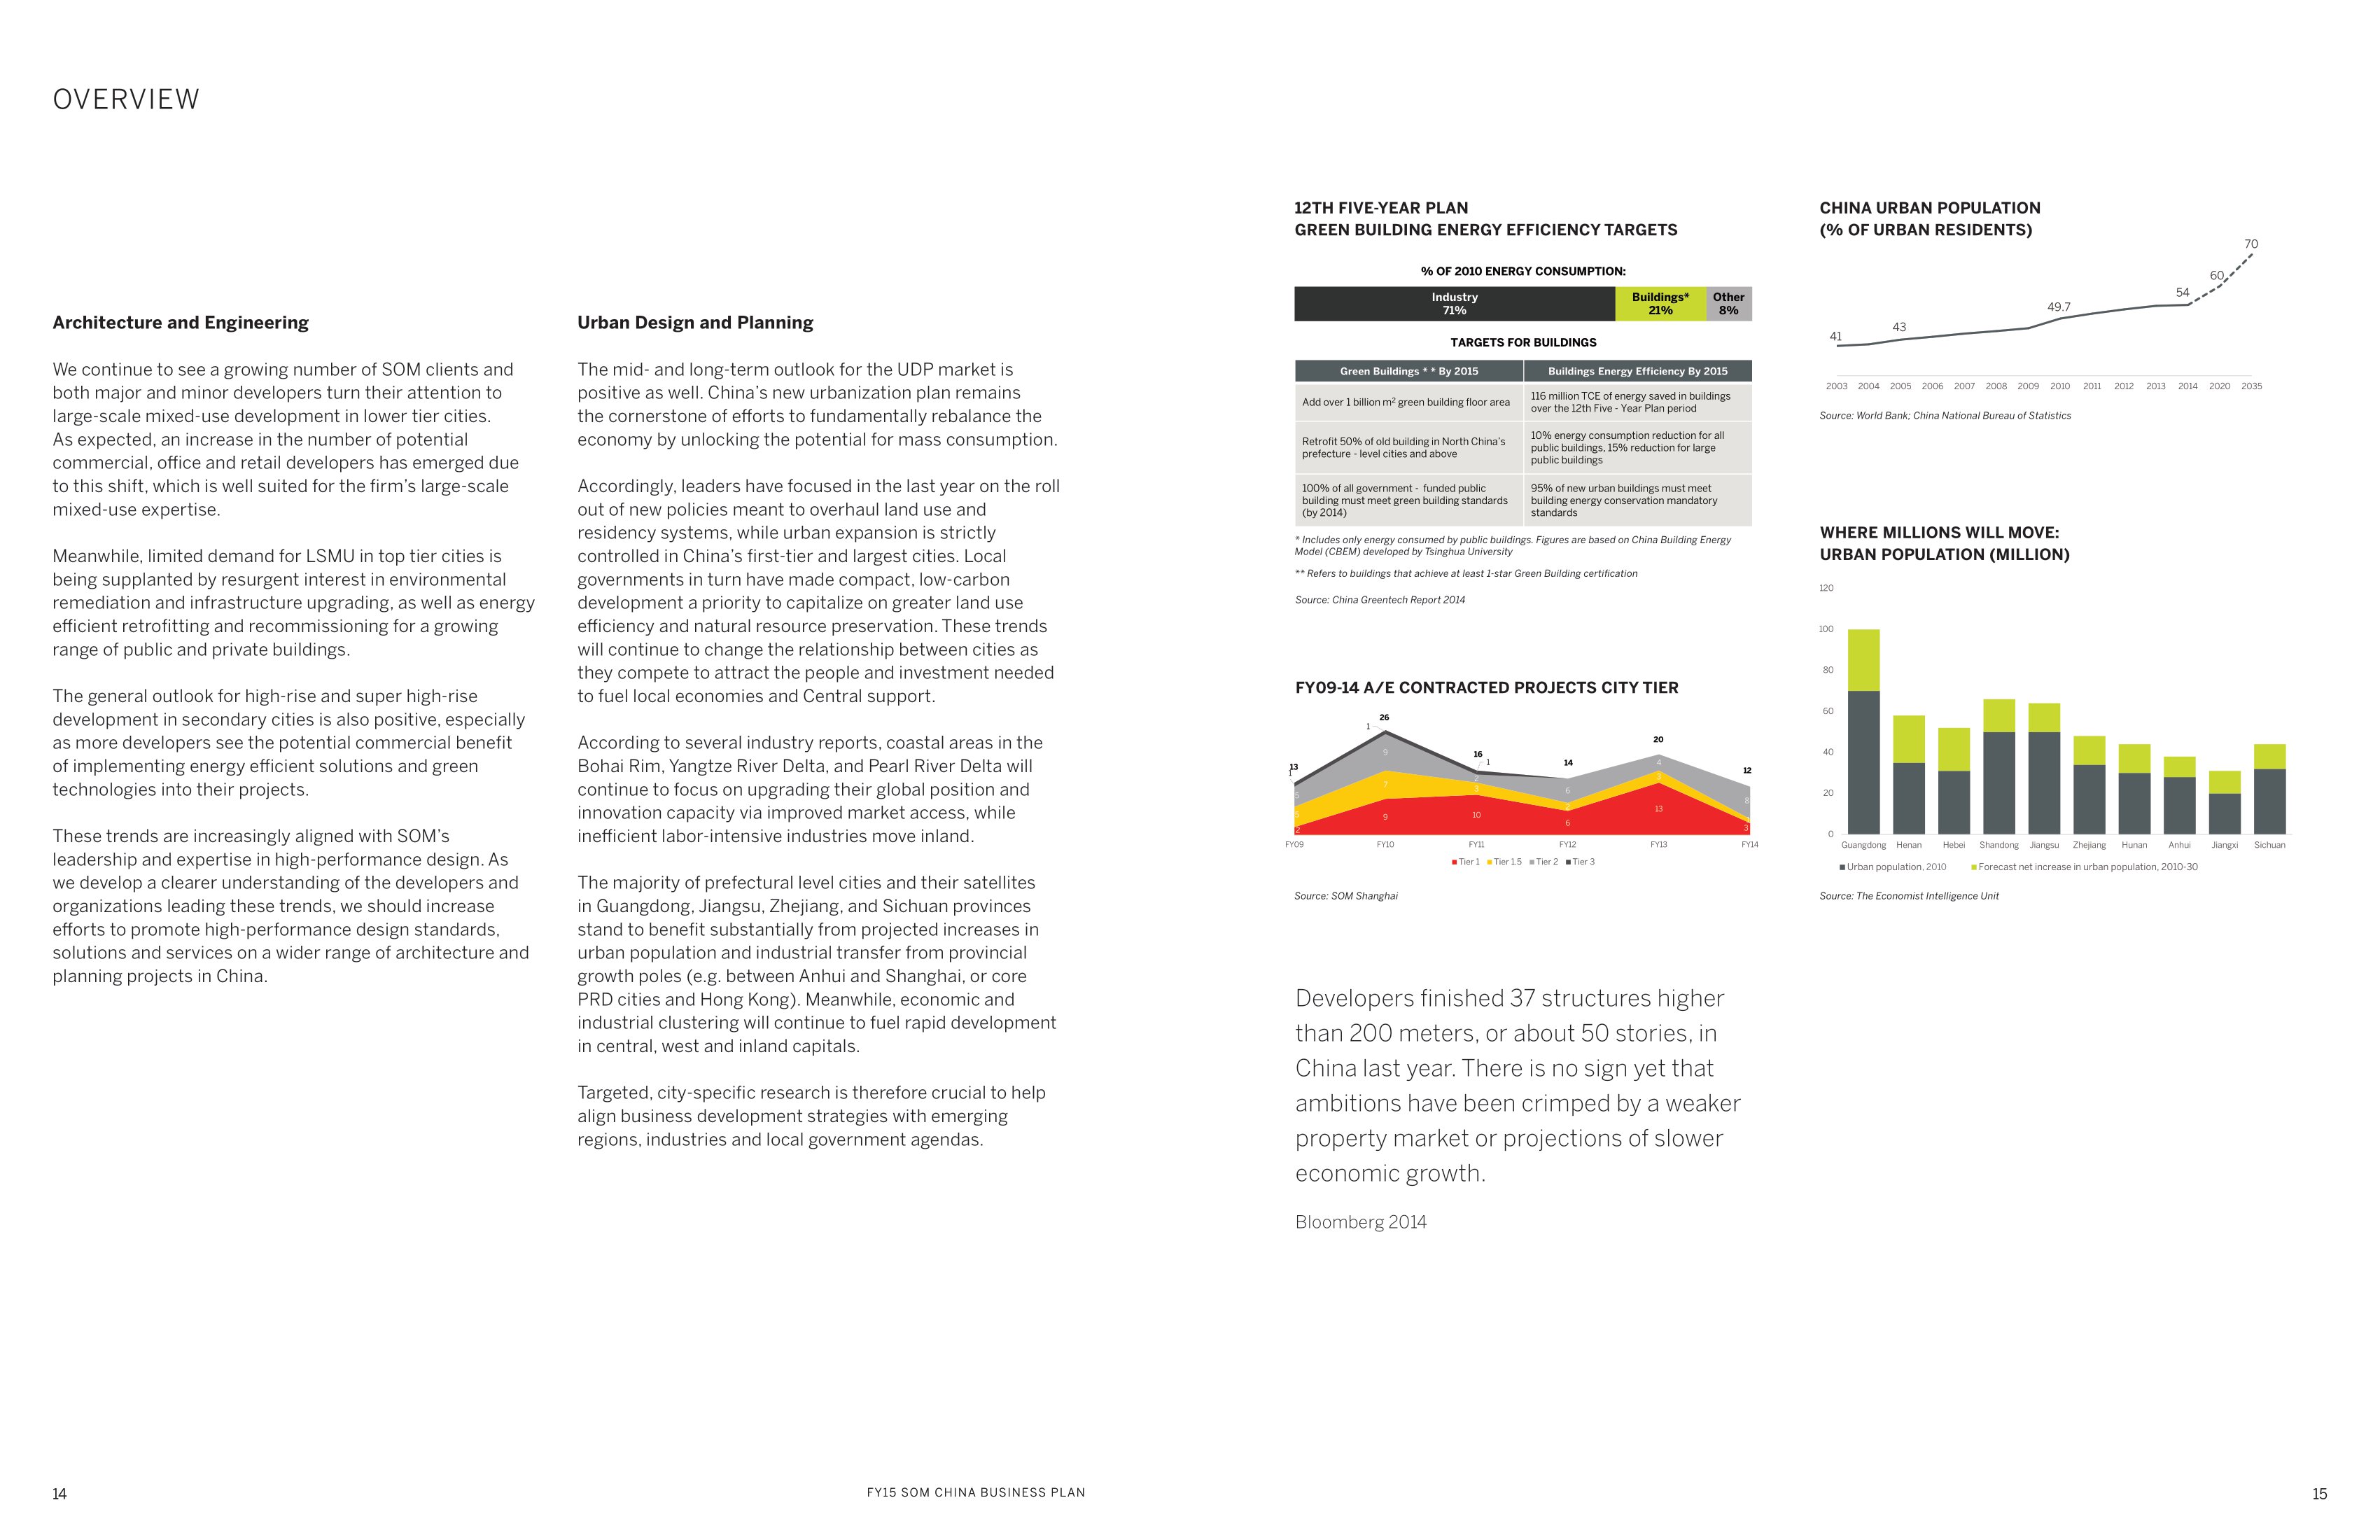 OVERVIEW
Architecture and Engineering
We continue to see a growing number of SOM clients and
both major and minor developers turn their attention to
large-scale mixed-use development in lower tier cities.
As expected, an increase in the number of potential
commercial, office and retail developers has emerged due
to this shift, which is well suited for the firm’s large-scale
mixed-use expertise.
Meanwhile, limited demand for LSMU in top tier cities is
being supplanted by resurgent interest in environmental
remediation and infrastructure upgrading, as well as energy
efficient retrofitting and recommissioning for a growing
range of public and private buildings.
The general outlook for high-rise and super high-rise
development in secondary cities is also positive, especially
as more developers see the potential commercial benefit
of implementing energy efficient solutions and green
technologies into their projects.
These trends are increasingly aligned with SOM’s
leadership and expertise in high-performance design. As
we develop a clearer understanding of the developers and
organizations leading these trends, we should increase
efforts to promote high-performance design standards,
solutions and services on a wider range of architecture and
planning projects in China.
Urban Design and Planning
The mid- and long-term outlook for the UDP market is
positive as well. China’s new urbanization plan remains
the cornerstone of efforts to fundamentally rebalance the
economy by unlocking the potential for mass consumption.
Accordingly, leaders have focused in the last year on the roll
out of new policies meant to overhaul land use and
residency systems, while urban expansion is strictly
controlled in China’s first-tier and largest cities. Local
governments in turn have made compact, low-carbon
development a priority to capitalize on greater land use
efficiency and natural resource preservation. These trends
will continue to change the relationship between cities as
they compete to attract the people and investment needed
to fuel local economies and Central support.
According to several industry reports, coastal areas in the
Bohai Rim, Yangtze River Delta, and Pearl River Delta will
continue to focus on upgrading their global position and
innovation capacity via improved market access, while
inefficient labor-intensive industries move inland.
The majority of prefectural level cities and their satellites
in Guangdong, Jiangsu, Zhejiang, and Sichuan provinces
stand to benefit substantially from projected increases in
urban population and industrial transfer from provincial
growth poles (e.g. between Anhui and Shanghai, or core
PRD cities and Hong Kong). Meanwhile, economic and
industrial clustering will continue to fuel rapid development
in central, west and inland capitals.
Targeted, city-specific research is therefore crucial to help
align business development strategies with emerging
regions, industries and local government agendas.
14
FY15 SOM CHINA BUSINESS PLAN
12TH FIVE-YEAR PLAN
GREEN BUILDING ENERGY EFFICIENCY TARGETS
% OF 2010 ENERGY CONSUMPTION:
Industry
71%
Buildings*
21%
Other
8%
TARGETS FOR BUILDINGS
Green Buildings * * By 2015
Buildings Energy Efficiency By 2015
Add over 1 billion m² green building floor area
116 million TCE of energy saved in buildings
over the 12th Five - Year Plan period
Retrofit 50% of old building in North China’s
prefecture - level cities and above
10% energy consumption reduction for all
public buildings, 15% reduction for large
public buildings
100% of all government - funded public
building must meet green building standards
(by 2014)
95% of new urban buildings must meet
building energy conservation mandatory
standards
* Includes only energy consumed by public buildings. Figures are based on China Building Energy
Model (CBEM) developed by Tsinghua University
** Refers to buildings that achieve at least 1-star Green Building certification
Source: China Greentech Report 2014
FY09-14 A/E CONTRACTED PROJECTS CITY TIER
13 26 16 14 20 12
1 1 1
5 9 2 6 4 8
5 7 3 2 3
2 9 10 6 13 3
FY09 FY10 FY11 FY12 FY13 FY14
Tier 1 Tier 1.5 Tier 2 Tier 3
Source: SOM Shanghai
Developers finished 37 structures higher
than 200 meters, or about 50 stories, in
China last year. There is no sign yet that
ambitions have been crimped by a weaker
property market or projections of slower
economic growth.
Bloomberg 2014
CHINA URBAN POPULATION
(% OF URBAN RESIDENTS)
41 43 49.7 54 60 70
2003 2004 2005 2006 2007 2008 2009 2010 2011 2012 2013 2014 2020 2035
Source: World Bank; China National Bureau of Statistics
WHERE MILLIONS WILL MOVE:
URBAN POPULATION (MILLION)
120
100
80
60
40
20
0
Guangdong Henan Hebei Shandong Jiangsu Zhejiang Hunan Anhui Jiangxi Sichuan
Urban population, 2010 Forecast net increase in urban population, 2010-30
Source: The Economist Intelligence Unit
15